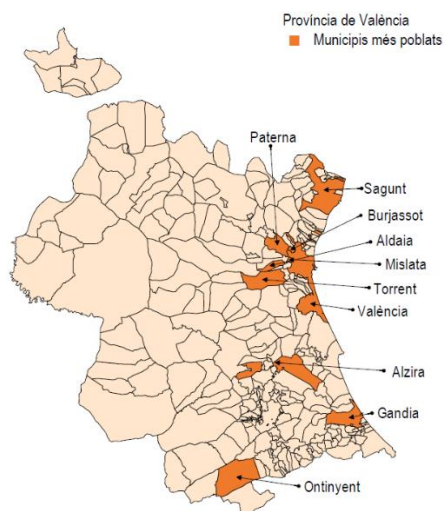 Província de València
Municipis més poblats
Paterna
Sagunt
Burjassot
Aldaia
Mislata
Torrent
València
Alzira
Gandia
Ontinyent